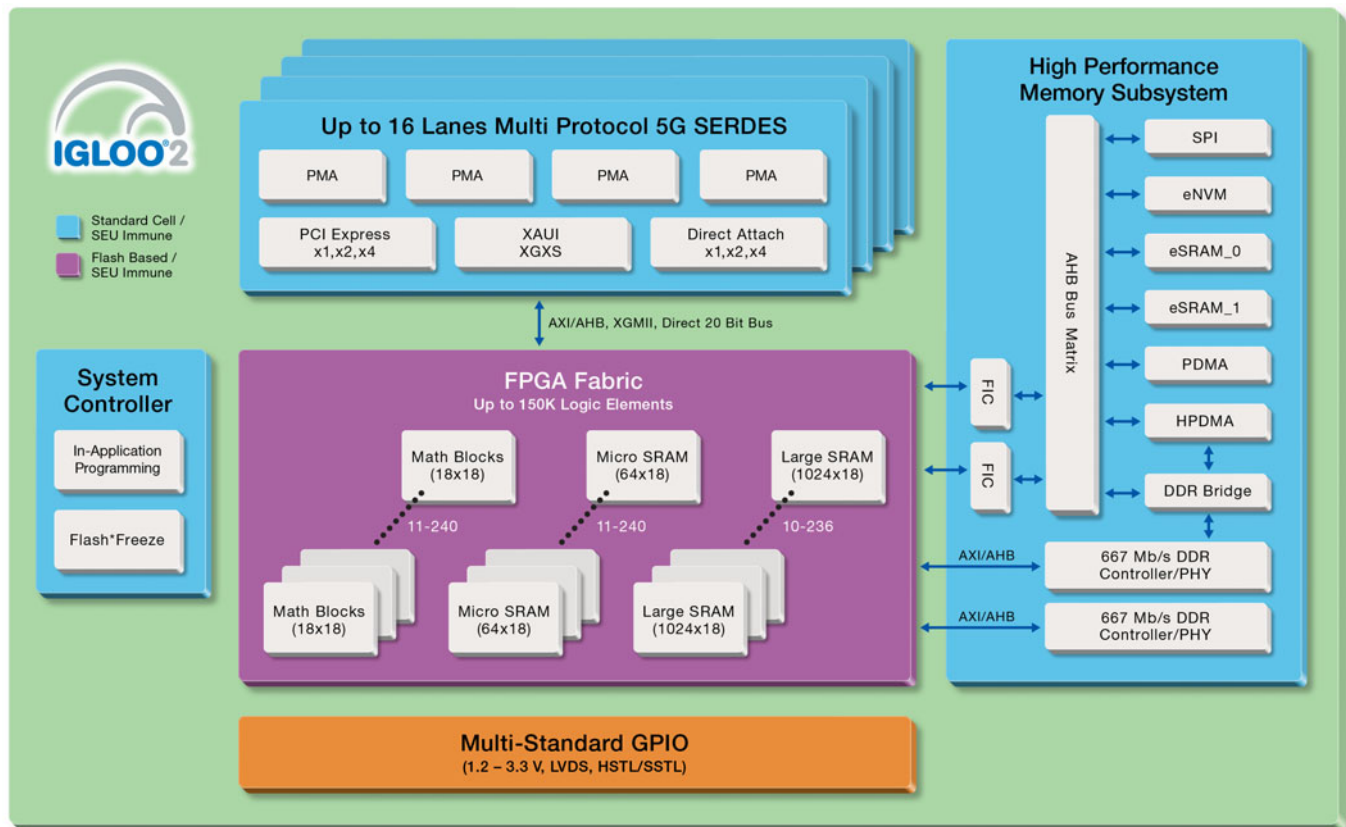 IGLOO®2
Standard Cell /
SEU Immune
Flash Based /
SEU Immune
Up to 16 Lanes Multi Protocol 5G SERDES
PMA
PMA
PMA
PMA
PCI Express
x1,x2,x4
XAUI
XGXS
Direct Attach
x1,x2,x4
AXI/AHB, XGMII, Direct 20 Bit Bus
System
Controller
In-Application
Programming
Flash*Freeze
FPGA Fabric
Up to 150K Logic Elements
Math Blocks
(18x18)
Micro SRAM
(64x18)
Large SRAM
(1024x18)
11-240
11-240
10-236
Math Blocks
(18x18)
Micro SRAM
(64x18)
Large SRAM
(1024x18)
High Performance
Memory Subsystem
AHB Bus Matrix
SPI
eNVM
eSRAM_0
eSRAM_1
PDMA
HPDMA
DDR Bridge
FIC
FIC
AXI/AHB
667 Mb/s DDR
Controller/PHY
AXI/AHB
667 Mb/s DDR
Controller/PHY
Multi-Standard GPIO
(1.2 – 3.3 V, LVDS, HSTL/SSTL)